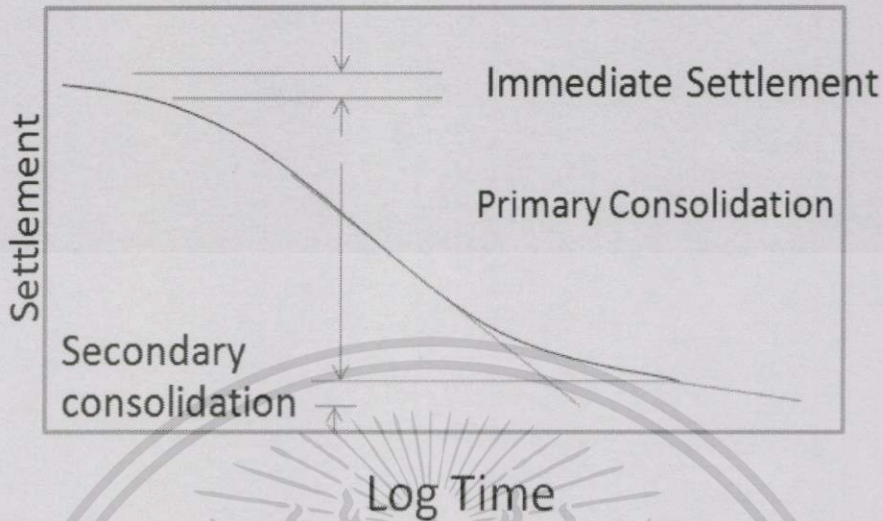 Immediate Settlement
Primary Consolidation
Settlement
Secondary
consolidation
Log Time